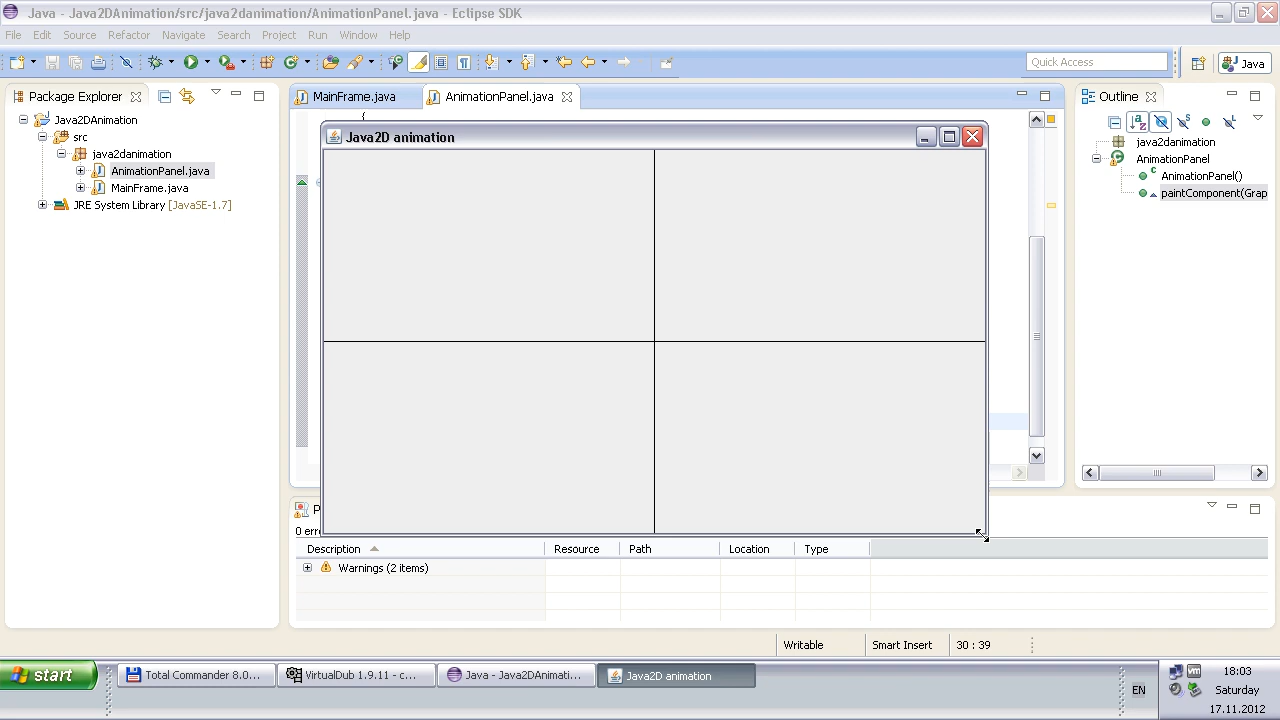 Java - Java2DAnimation/src/java2danimation/AnimationPanel.java - Eclipse SDK
File Edit Source Refactor Navigate Search Project Run Window Help
Quick Access
Java
Package Explorer
MainFrame.java
AnimationPanel.java
Outline
Java2DAnimation
src
java2danimation
AnimationPanel.java
MainFrame.java
JRE System Library [JavaSE-1.7]
Java2D animation
java2danimation
AnimationPanel
AnimationPanel()
paintComponent(Grap
P
0 erre
Description Resource Path Location Type
Warnings (2 items)
Writable Smart Insert 30 : 39
start
Total Commander 8.0...
VirtualDub 1.9.11 - c...
Java - Java2DAnimati...
Java2D animation
EN
18:03
Saturday
17.11.2012